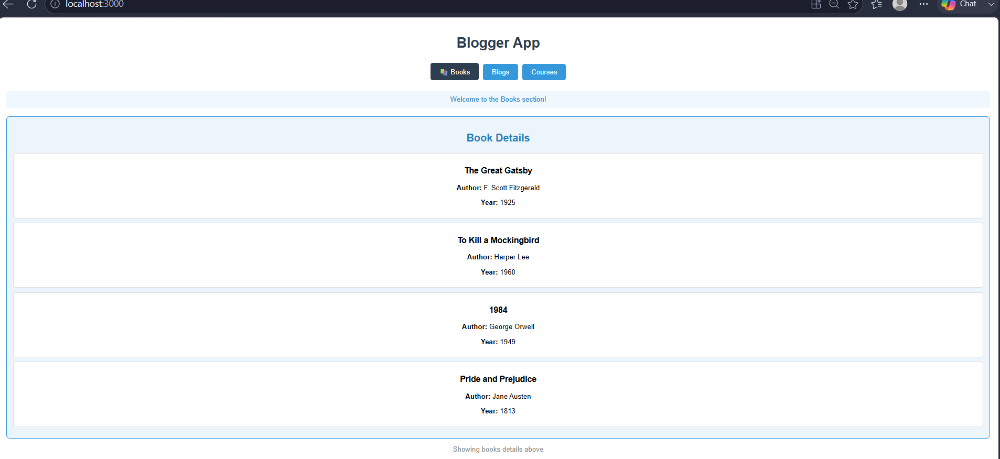 localhost:3000
Chat
Blogger App
Books Blogs Courses
Welcome to the Books section!
Book Details
The Great Gatsby
Author: F. Scott Fitzgerald
Year: 1925
To Kill a Mockingbird
Author: Harper Lee
Year: 1960
1984
Author: George Orwell
Year: 1949
Pride and Prejudice
Author: Jane Austen
Year: 1813
Showing books details above